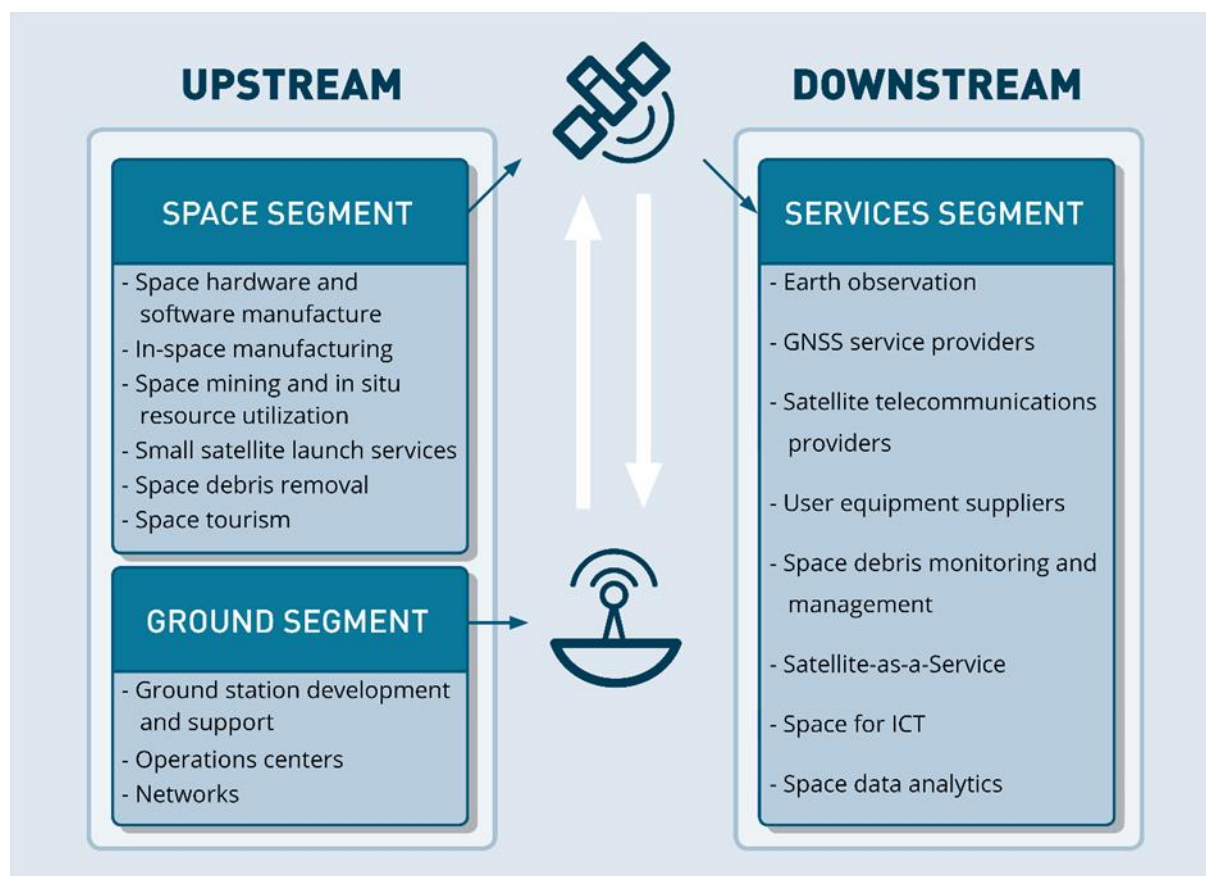 UPSTREAM
SPACE SEGMENT
- Space hardware and
software manufacture
- In-space manufacturing
- Space mining and in situ
resource utilization
- Small satellite launch services
- Space debris removal
- Space tourism
GROUND SEGMENT
- Ground station development
and support
- Operations centers
- Networks
DOWNSTREAM
SERVICES SEGMENT
- Earth observation
- GNSS service providers
- Satellite telecommunications
providers
- User equipment suppliers
- Space debris monitoring and
management
- Satellite-as-a-Service
- Space for ICT
- Space data analytics